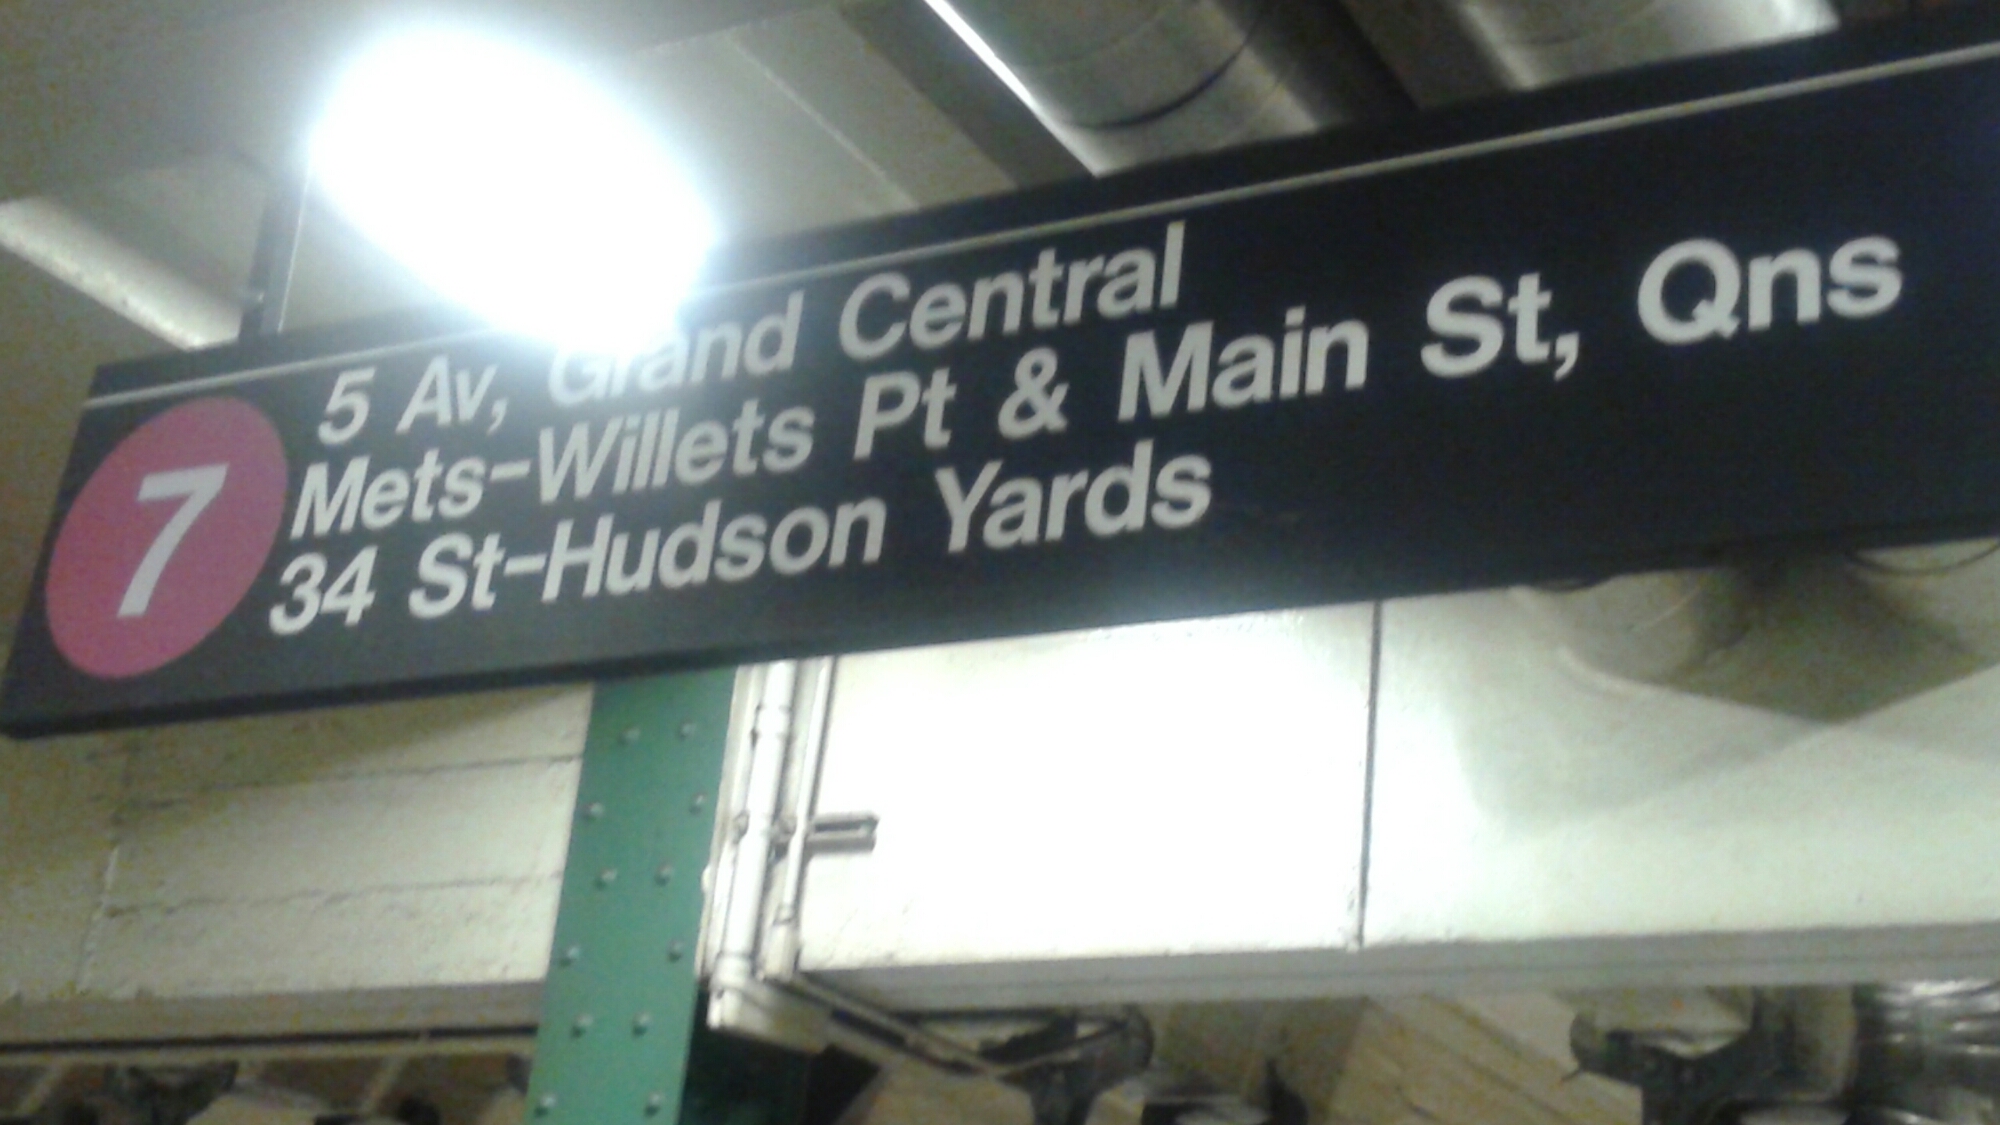 7
5 Av, Grand Central
Mets-Willets Pt & Main St, Qns
34 St-Hudson Yards